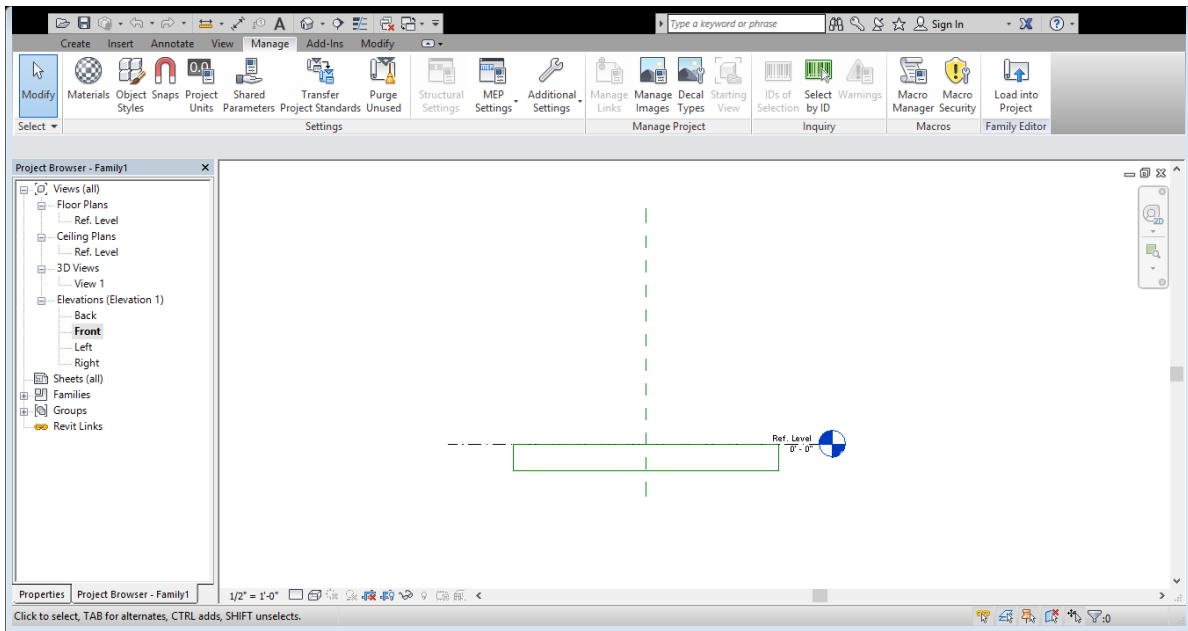 Type a keyword or phrase
Sign In
Create Insert Annotate View Manage Add-Ins Modify
Modify
Materials Object Styles Snaps Project Units Shared Parameters Transfer Project Standards Purge Unused Structural Settings MEP Settings Additional Settings Manage Links Manage Images Decal Types Starting View IDs of Selection Select by ID Warnings Macro Manager Macro Security Load into Project
Select Settings Manage Project Inquiry Macros Family Editor
Project Browser - Family1
Views (all)
Floor Plans
Ref. Level
Ceiling Plans
Ref. Level
3D Views
View 1
Elevations (Elevation 1)
Back
Front
Left
Right
Sheets (all)
Families
Groups
Revit Links
2D
Ref. Level
0' - 0"
Properties Project Browser - Family1 1/2" = 1'-0"
Click to select, TAB for alternates, CTRL adds, SHIFT unselects. :0